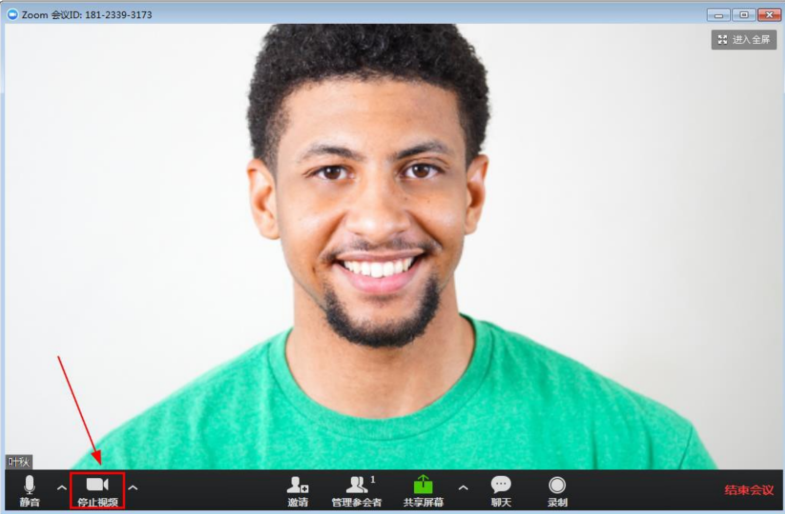 Zoom 会议ID: 181-2339-3173
进入全屏
叶秋
静音
停止视频
邀请
1
管理参会者
共享屏幕
聊天
录制
结束会议